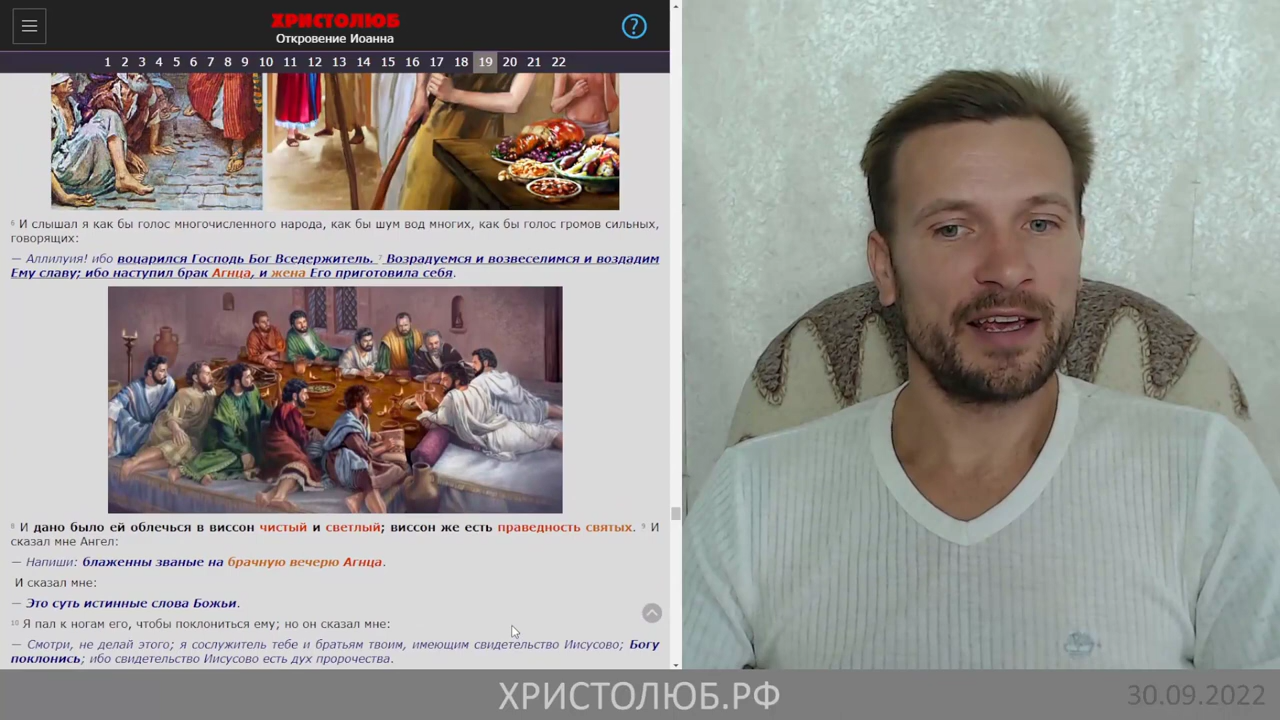 ХРИСТОЛЮБ
Откровение Иоанна
1 2 3 4 5 6 7 8 9 10 11 12 13 14 15 16 17 18 19 20 21 22
6 И слышал я как бы голос многочисленного народа, как бы шум вод многих, как бы голос громов сильных,
говорящих:
— Аллилуия! ибо воцарился Господь Бог Вседержитель. 7 Возрадуемся и возвеселимся и воздадим
Ему славу; ибо наступил брак Агнца, и жена Его приготовила себя.
8 И дано было ей облечься в виссон чистый и светлый; виссон же есть праведность святых. 9 И
сказал мне Ангел:
— Напиши: блаженны званые на брачную вечерю Агнца.
И сказал мне:
— Это суть истинные слова Божьи.
10 Я пал к ногам его, чтобы поклониться ему; но он сказал мне:
— Смотри, не делай этого; я сослужитель тебе и братьям твоим, имеющим свидетельство Иисусово; Богу
поклонись; ибо свидетельство Иисусово есть дух пророчества.
ХРИСТОЛЮБ.РФ
30.09.2022